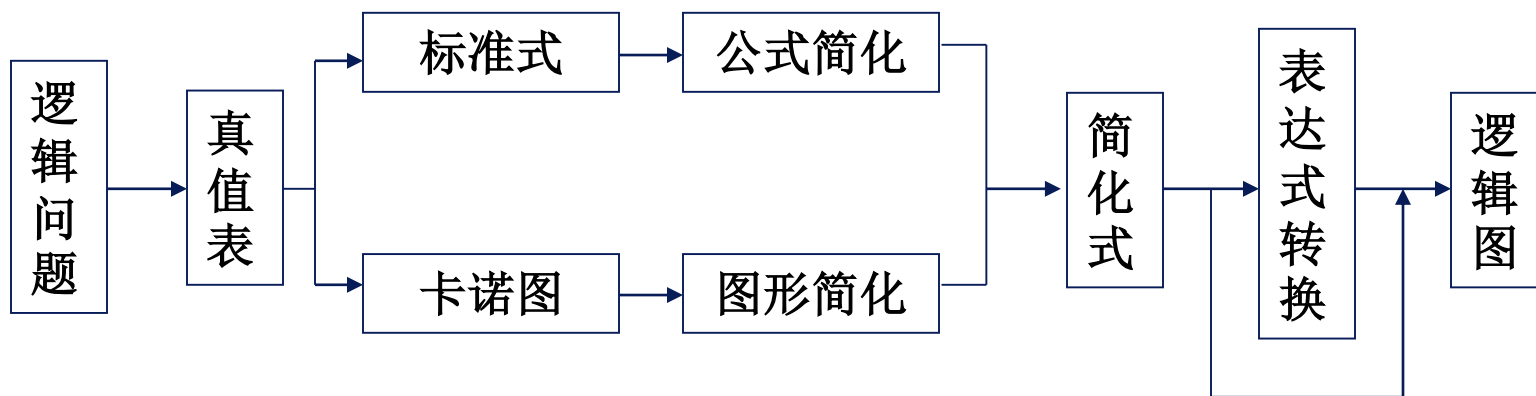 逻辑问题
真值表
标准式
公式简化
卡诺图
图形简化
简化式
表达式转换
逻辑图